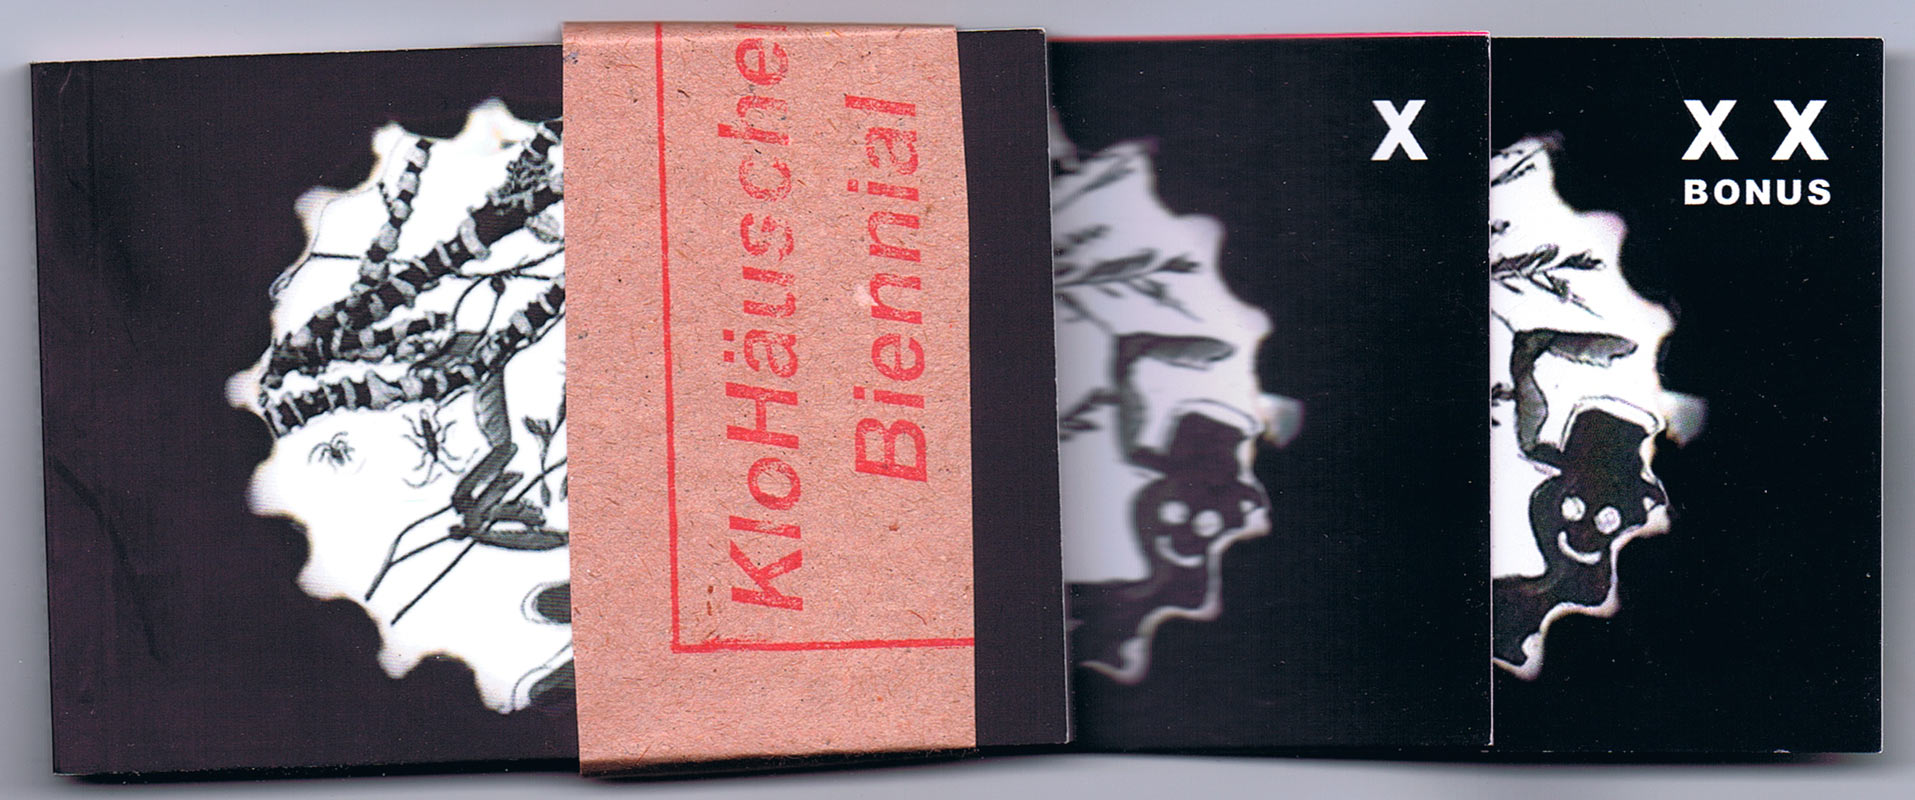 KloHäusche
Biennial
X
X X
BONUS